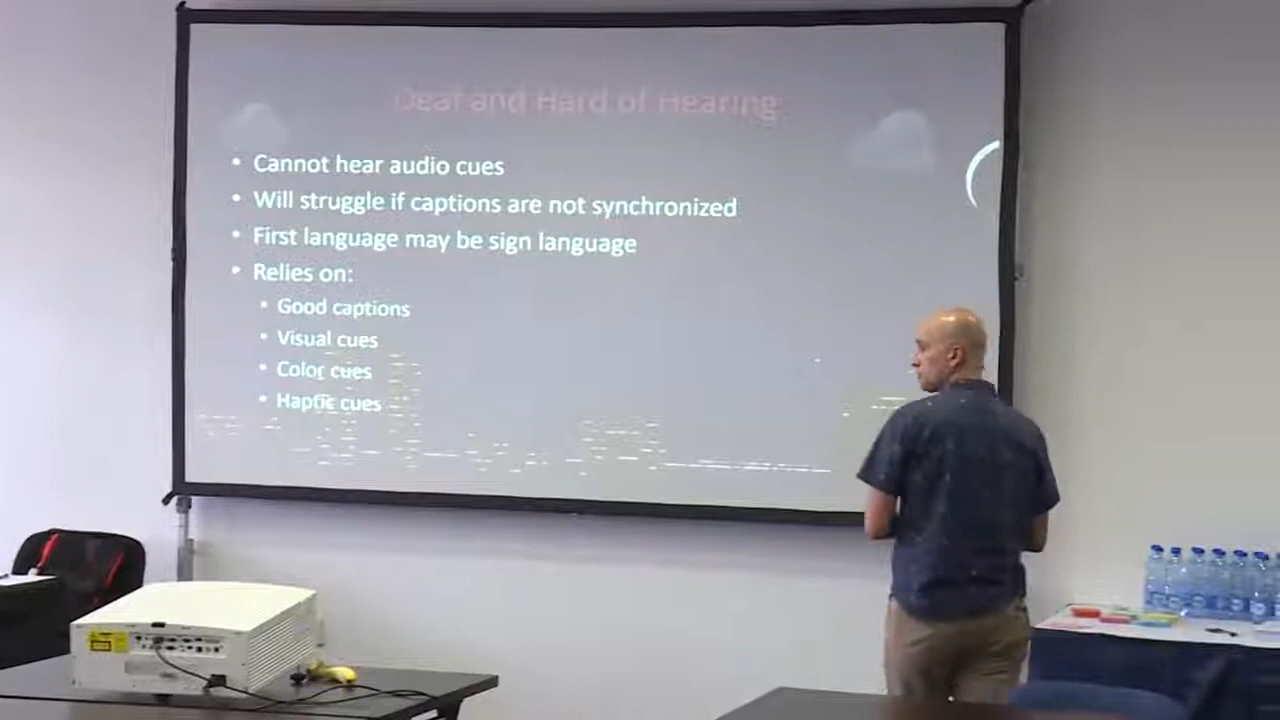 Deaf and Hard of Hearing
• Cannot hear audio cues
• Will struggle if captions are not synchronized
• First language may be sign language
• Relies on:
• Good captions
• Visual cues
• Color cues
• Haptic cues